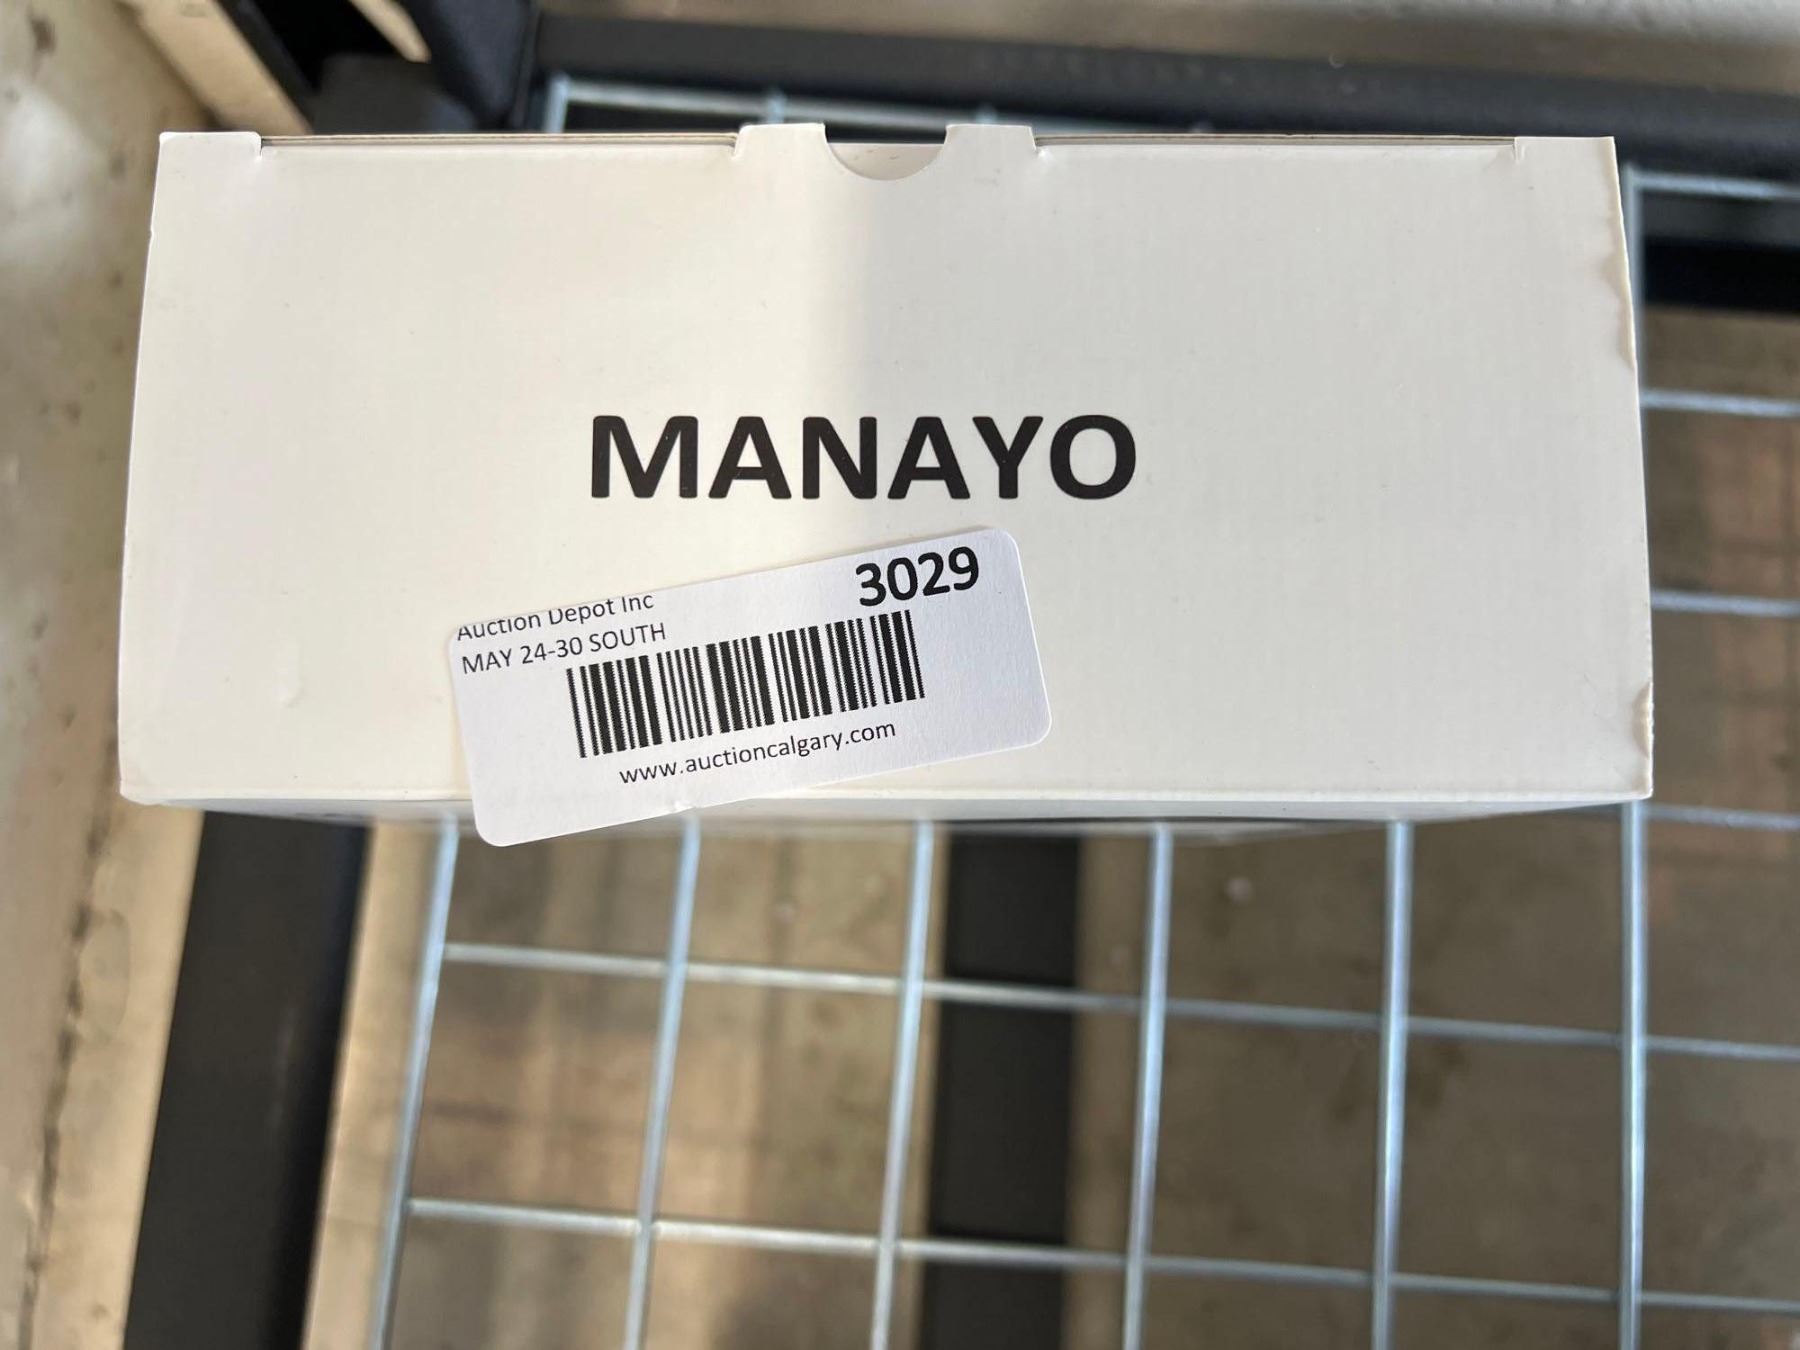 MANAYO
3029
Auction Depot Inc
MAY 24-30 SOUTH
www.auctioncalgary.com